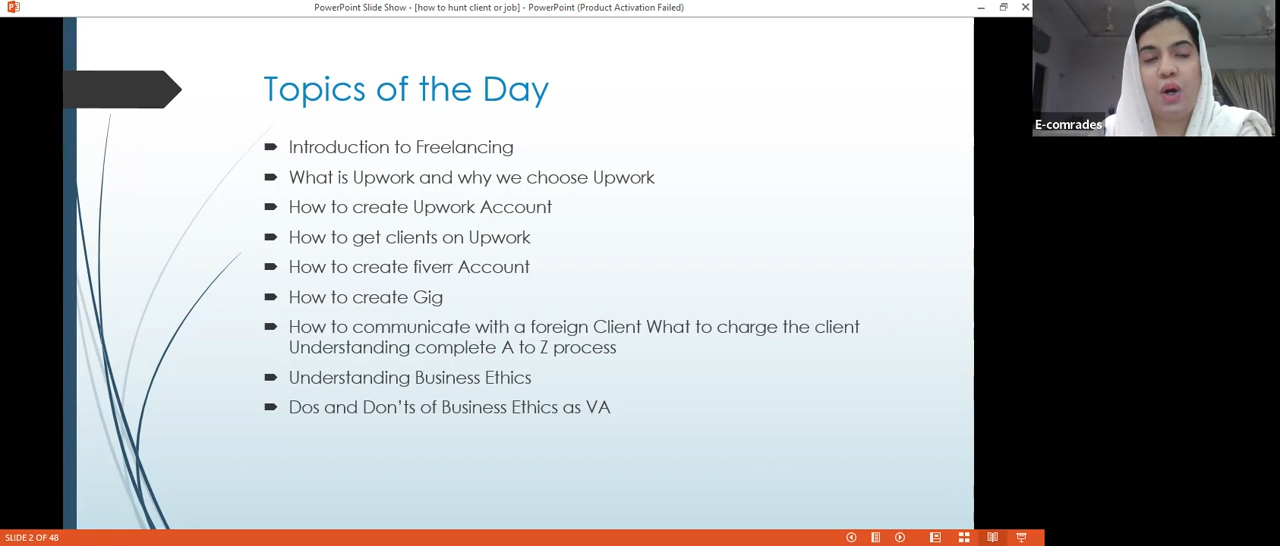 PowerPoint Slide Show - [how to hunt client or job] - PowerPoint (Product Activation Failed)
E-comrades
Topics of the Day
Introduction to Freelancing
What is Upwork and why we choose Upwork
How to create Upwork Account
How to get clients on Upwork
How to create fiverr Account
How to create Gig
How to communicate with a foreign Client What to charge the client
Understanding complete A to Z process
Understanding Business Ethics
Dos and Don'ts of Business Ethics as VA
SLIDE 2 OF 48